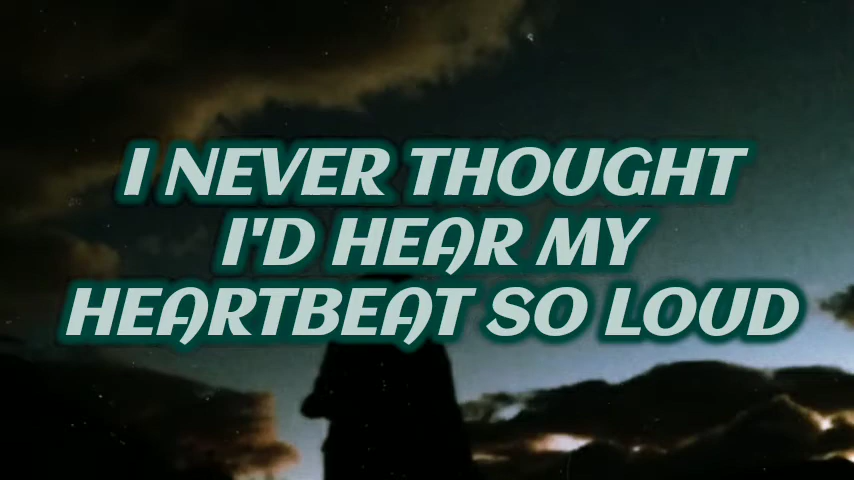 I NEVER THOUGHT
I'D HEAR MY
HEARTBEAT SO LOUD